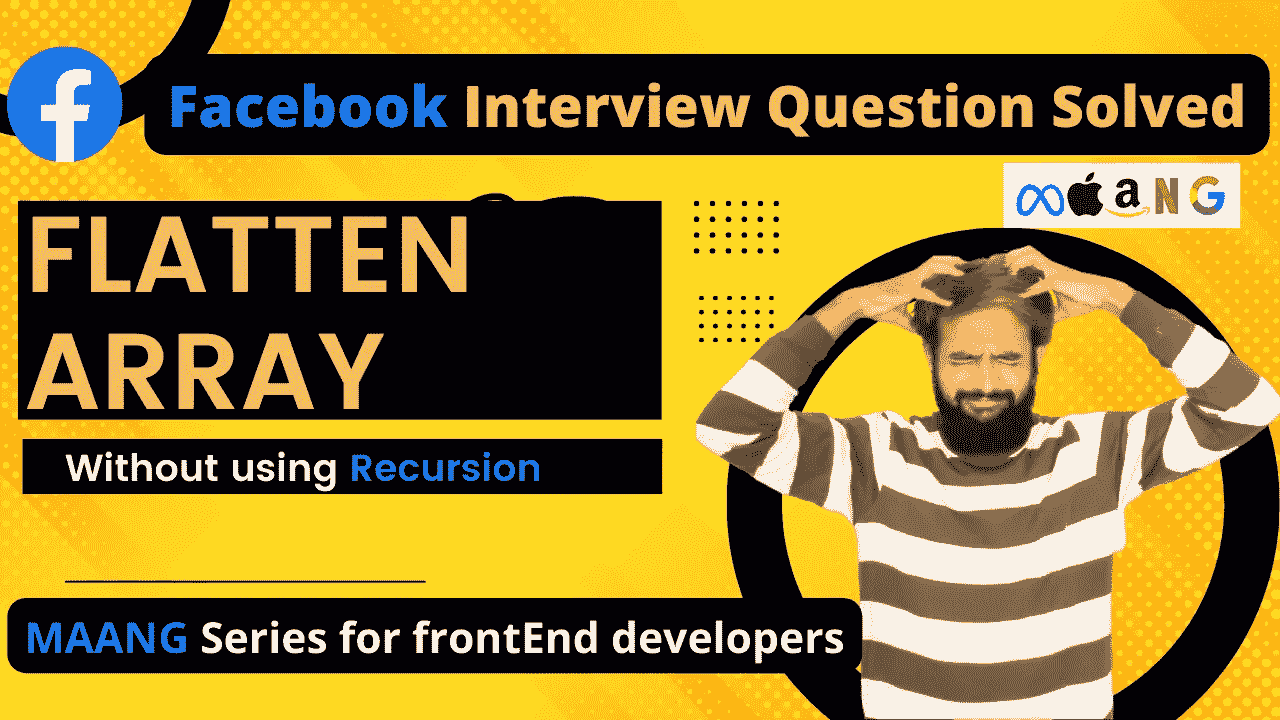 Facebook Interview Question Solved
FLATTEN
ARRAY
Without using Recursion
MAANG Series for frontEnd developers